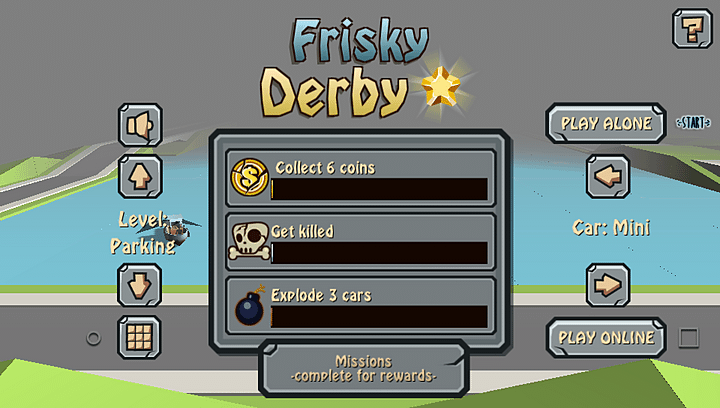 Frisky
Derby
?
PLAY ALONE
<START>
$
Collect 6 coins
Level:
Parking
Get killed
Car: Mini
Explode 3 cars
PLAY ONLINE
Missions
-complete for rewards-